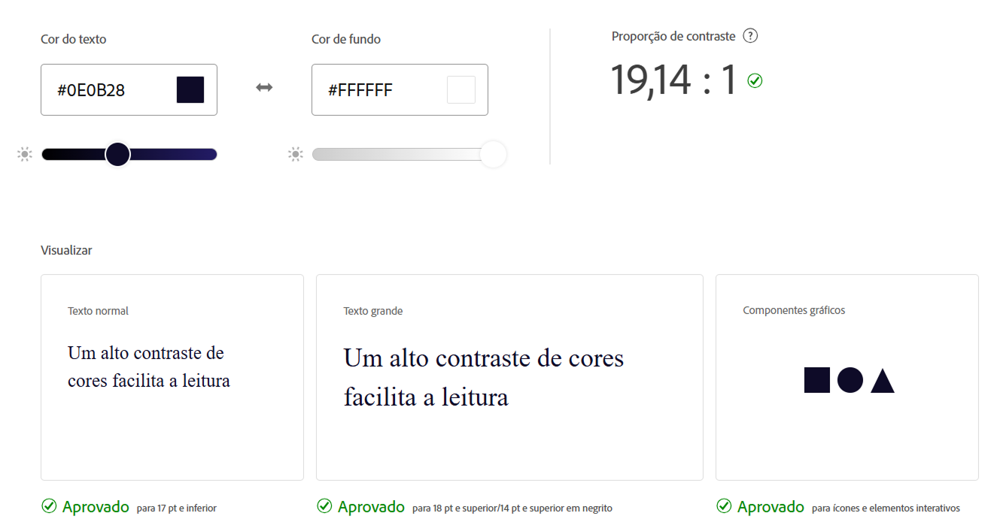 Cor do texto
Cor de fundo
Proporção de contraste ?
#0E0B28
#FFFFFF
19,14 : 1
Visualizar
Texto normal
Um alto contraste de
cores facilita a leitura
Texto grande
Um alto contraste de cores
facilita a leitura
Componentes gráficos
Aprovado para 17 pt e inferior
Aprovado para 18 pt e superior/14 pt e superior em negrito
Aprovado para ícones e elementos interativos